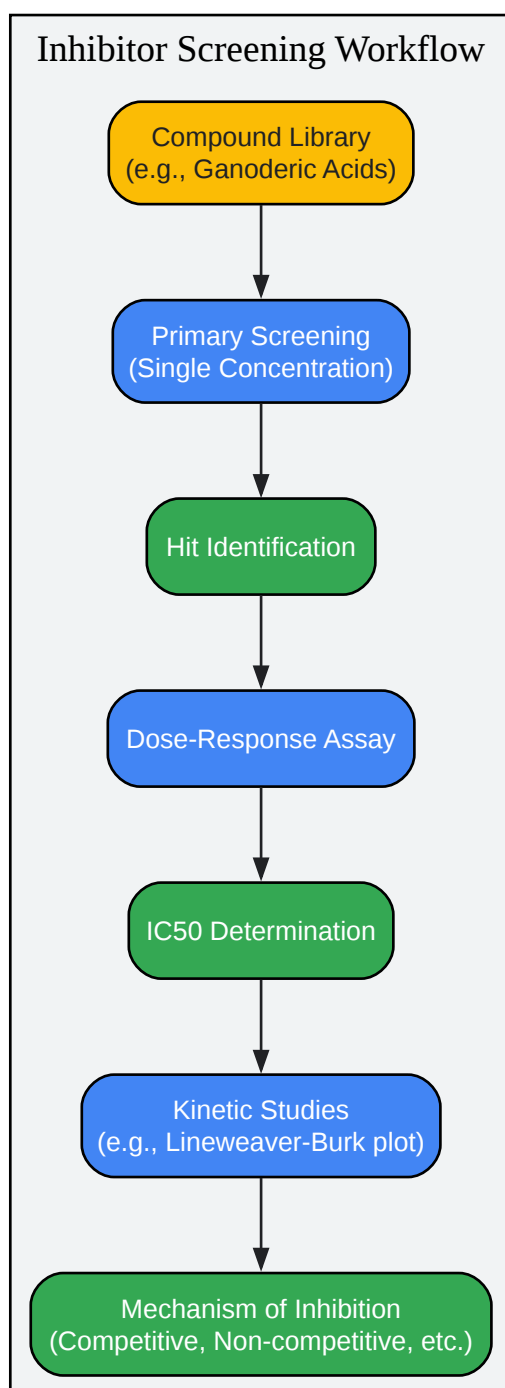 Inhibitor Screening Workflow
Compound Library
(e.g., Ganoderic Acids)
Primary Screening
(Single Concentration)
Hit Identification
Dose-Response Assay
IC50 Determination
Kinetic Studies
(e.g., Lineweaver-Burk plot)
Mechanism of Inhibition
(Competitive, Non-competitive, etc.)